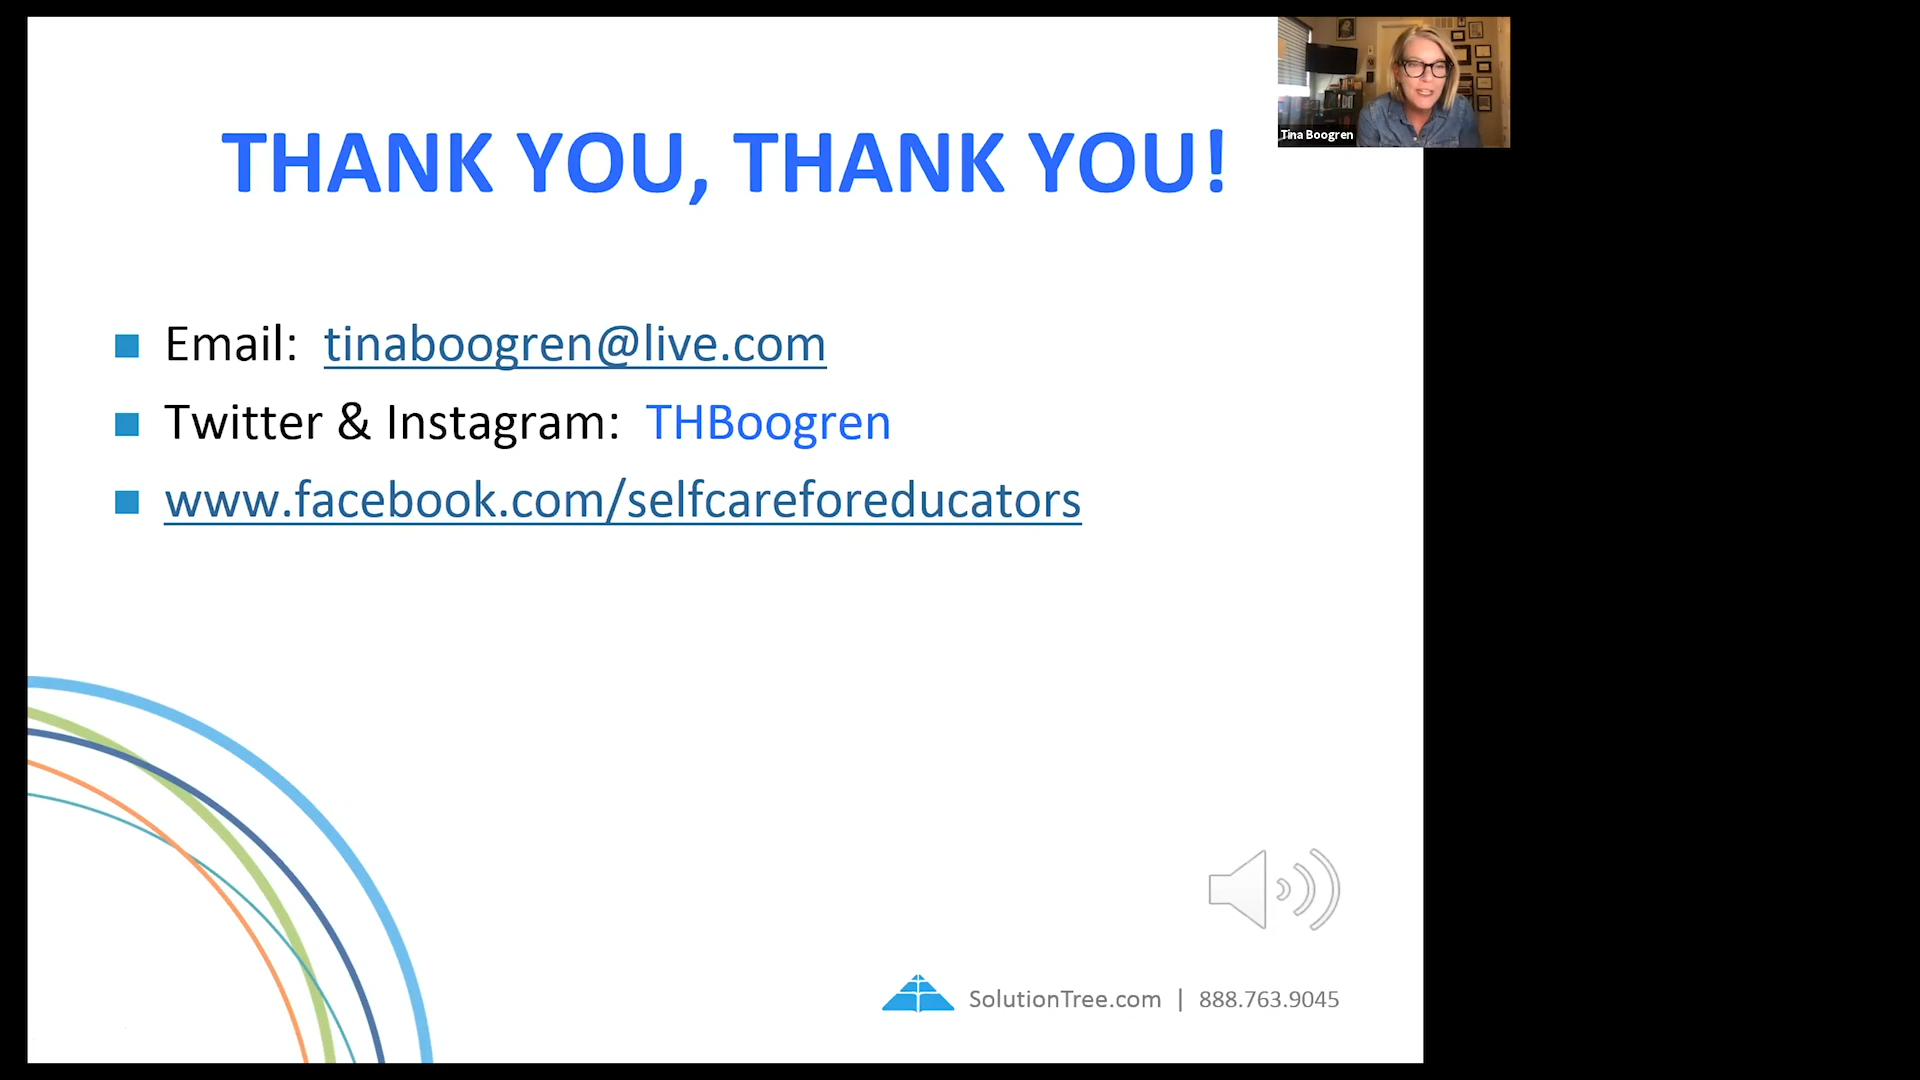 Tina Boogren
THANK YOU, THANK YOU!
Email: tinaboogren@live.com
Twitter & Instagram: THBoogren
www.facebook.com/selfcareforeducators
SolutionTree.com | 888.763.9045